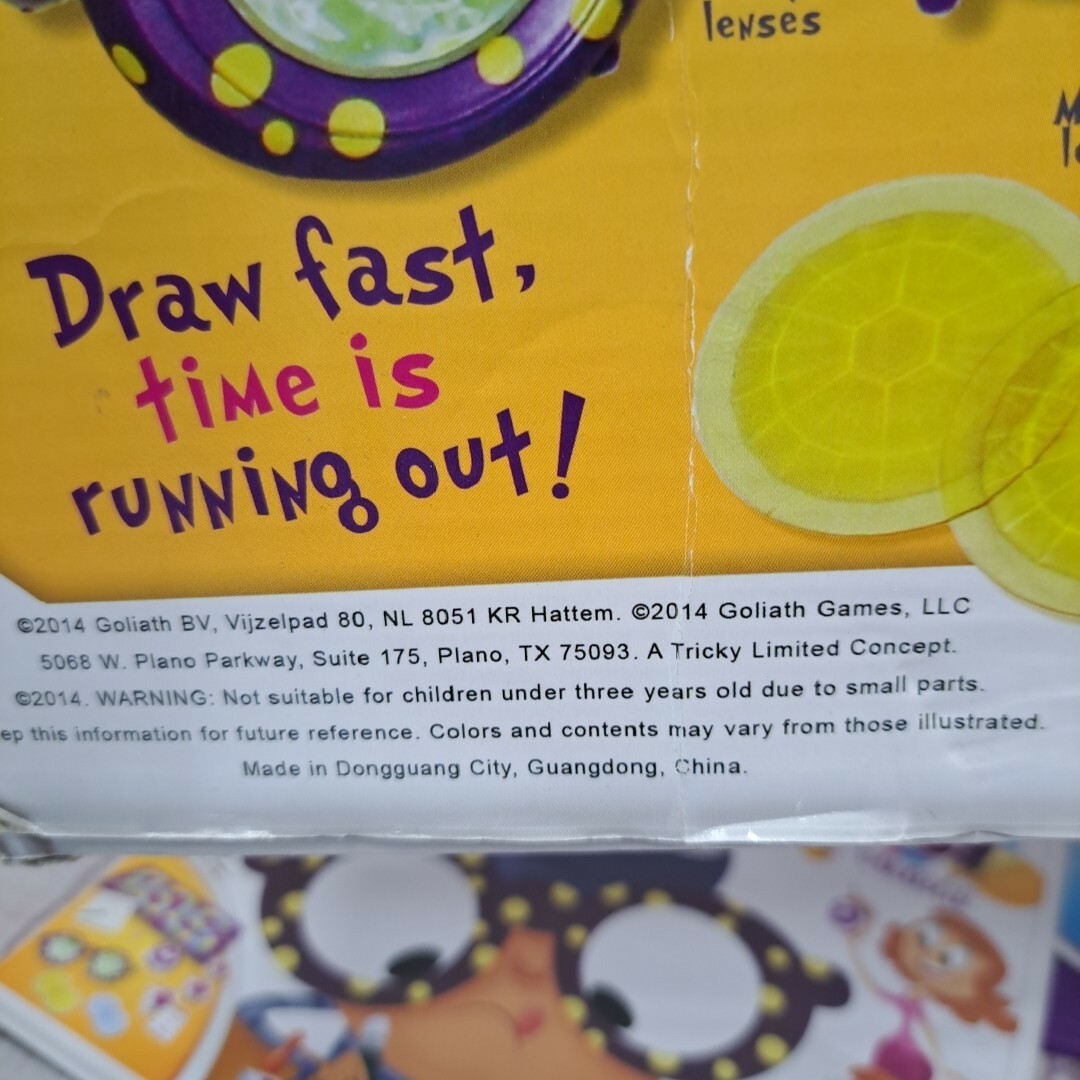 lenses
Draw fast,
time is
running out!
©2014 Goliath BV, Vijzelpad 80, NL 8051 KR Hattem. ©2014 Goliath Games, LLC
5068 W. Plano Parkway, Suite 175, Plano, TX 75093. A Tricky Limited Concept.
©2014. WARNING: Not suitable for children under three years old due to small parts.
ep this information for future reference. Colors and contents may vary from those illustrated.
Made in Dongguang City, Guangdong, China.